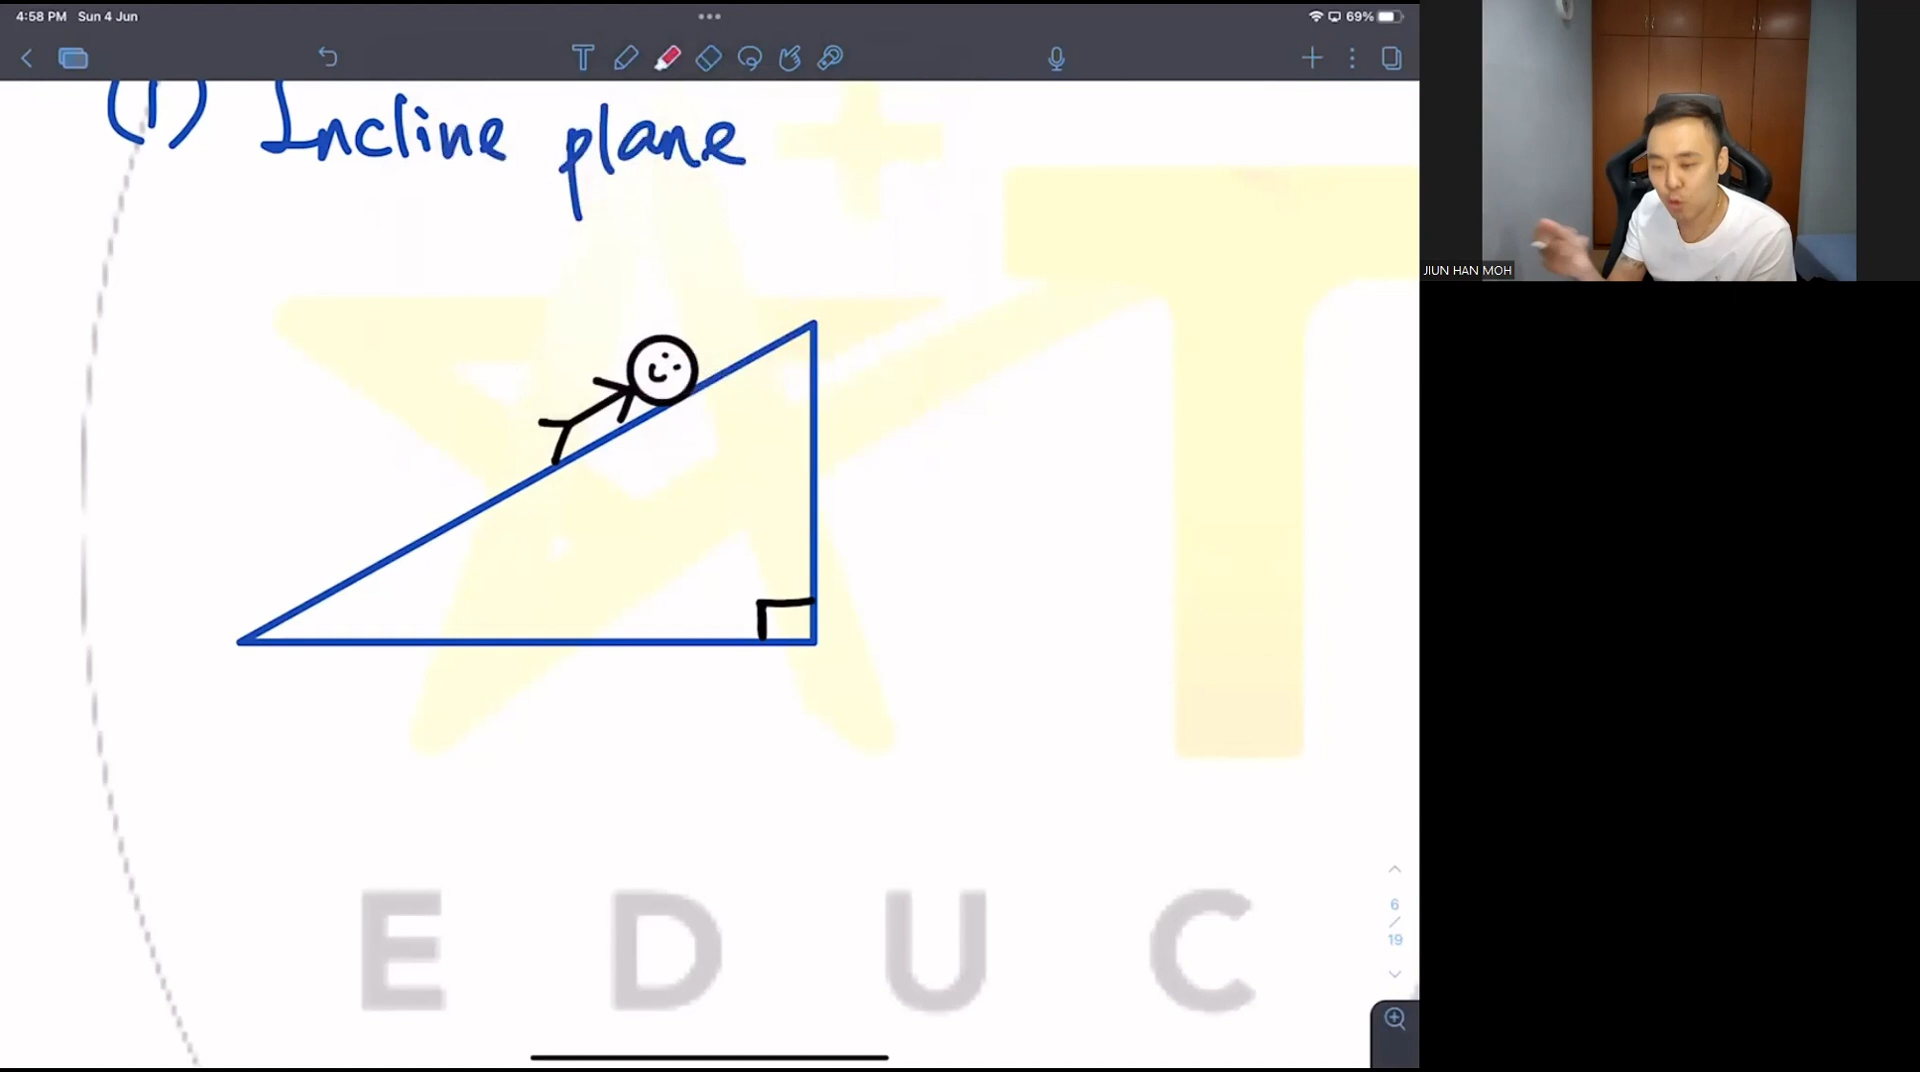 4:58 PM Sun 4 Jun
69%
(1) Incline plane
JIUN HAN MOH
6
/
19
E D U C